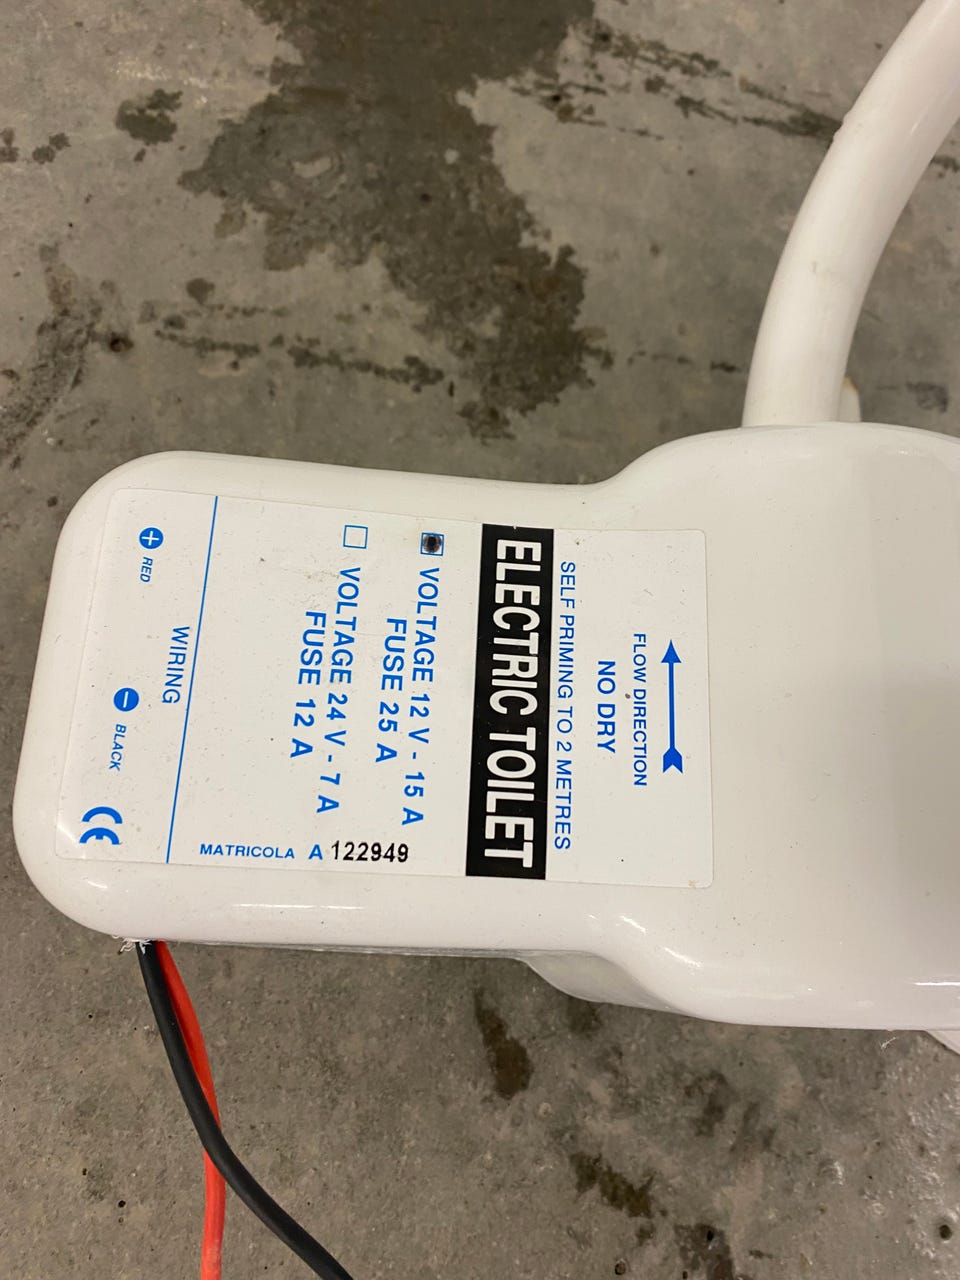 FLOW DIRECTION
NO DRY
SELF PRIMING TO 2 METRES
ELECTRIC TOILET
VOLTAGE 12 V - 15 A
FUSE 25 A
VOLTAGE 24 V - 7 A
FUSE 12 A
MATRICOLA A 122949
WIRING
+ RED - BLACK CE